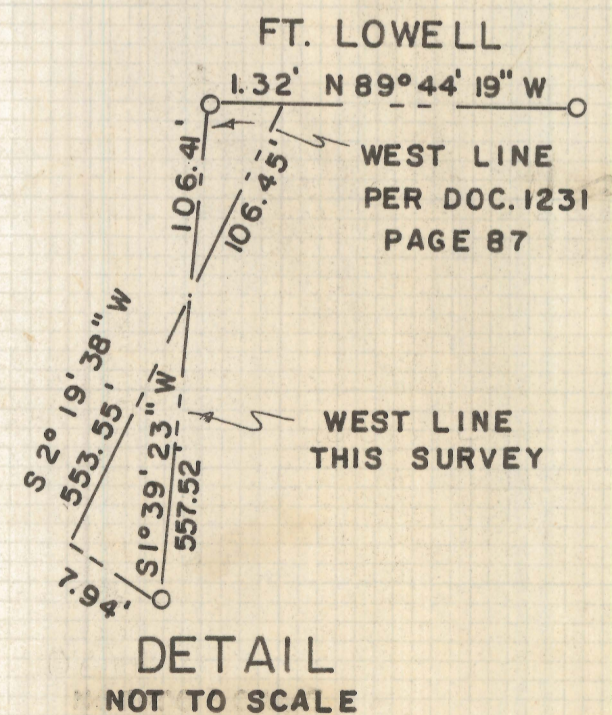 FT. LOWELL
1.32' N 89° 44' 19" W
106.41'
106.45'
WEST LINE
PER DOC. 1231
PAGE 87
S 2° 19' 38" W
553.55'
S 1° 39' 23" W
557.52'
WEST LINE
THIS SURVEY
7.94'
DETAIL
NOT TO SCALE